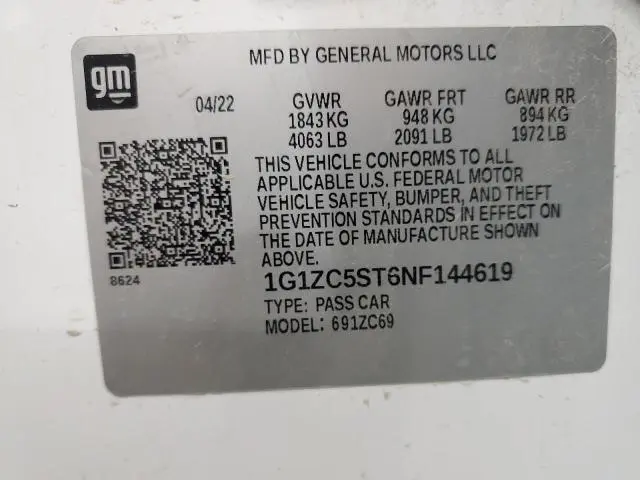 gm
MFD BY GENERAL MOTORS LLC
04/22 GVWR GAWR FRT GAWR RR
1843 KG 948 KG 894 KG
4063 LB 2091 LB 1972 LB
THIS VEHICLE CONFORMS TO ALL
APPLICABLE U.S. FEDERAL MOTOR
VEHICLE SAFETY, BUMPER, AND THEFT
PREVENTION STANDARDS IN EFFECT ON
THE DATE OF MANUFACTURE SHOWN
ABOVE.
8624
1G1ZC5ST6NF144619
TYPE: PASS CAR
MODEL: 691ZC69